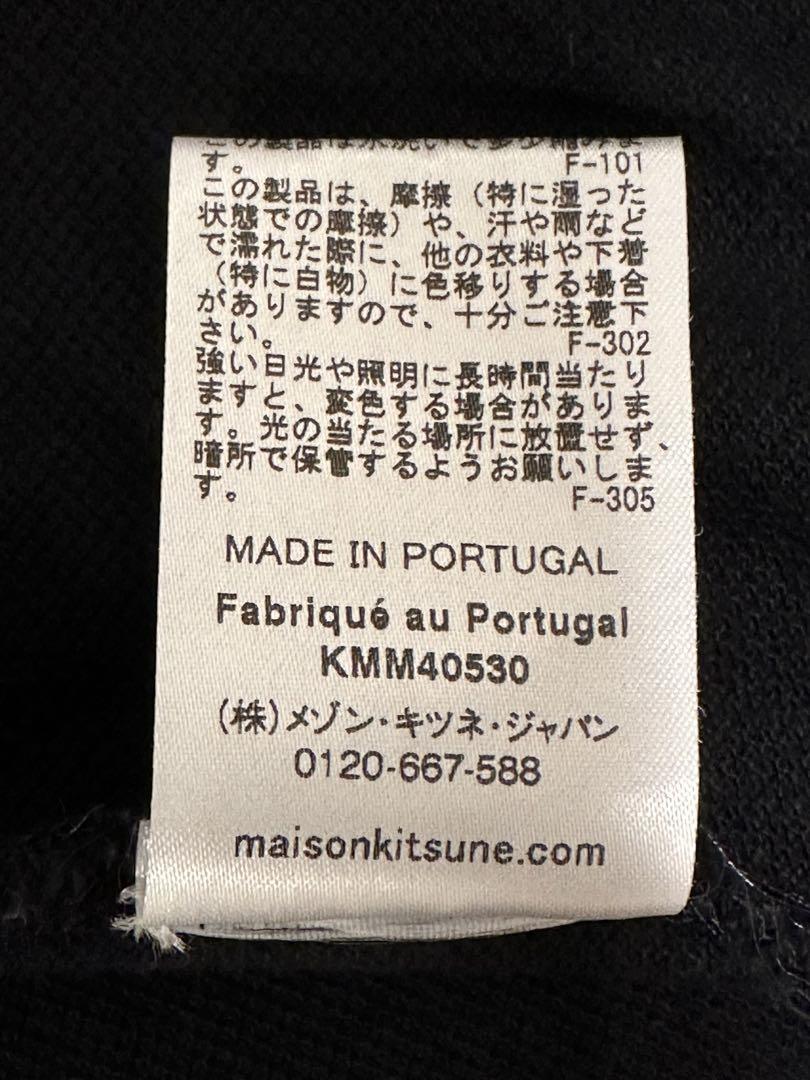 す。
F-101
この製品は、摩擦（特に湿った
状態での摩擦）や、汗や雨など
で濡れた際に、他の衣料や下着
（特に白物）に色移りする場合
がありますので、十分ご注意下
さい。
F-302
強い日光や照明に長時間当たり
ますと、変色する場合がありま
す。光の当たる場所に放置せず、
暗所で保管するようお願いしま
す。
F-305
MADE IN PORTUGAL
Fabriqué au Portugal
KMM40530
(株)メゾン・キツネ・ジャパン
0120-667-588
maisonkitsune.com